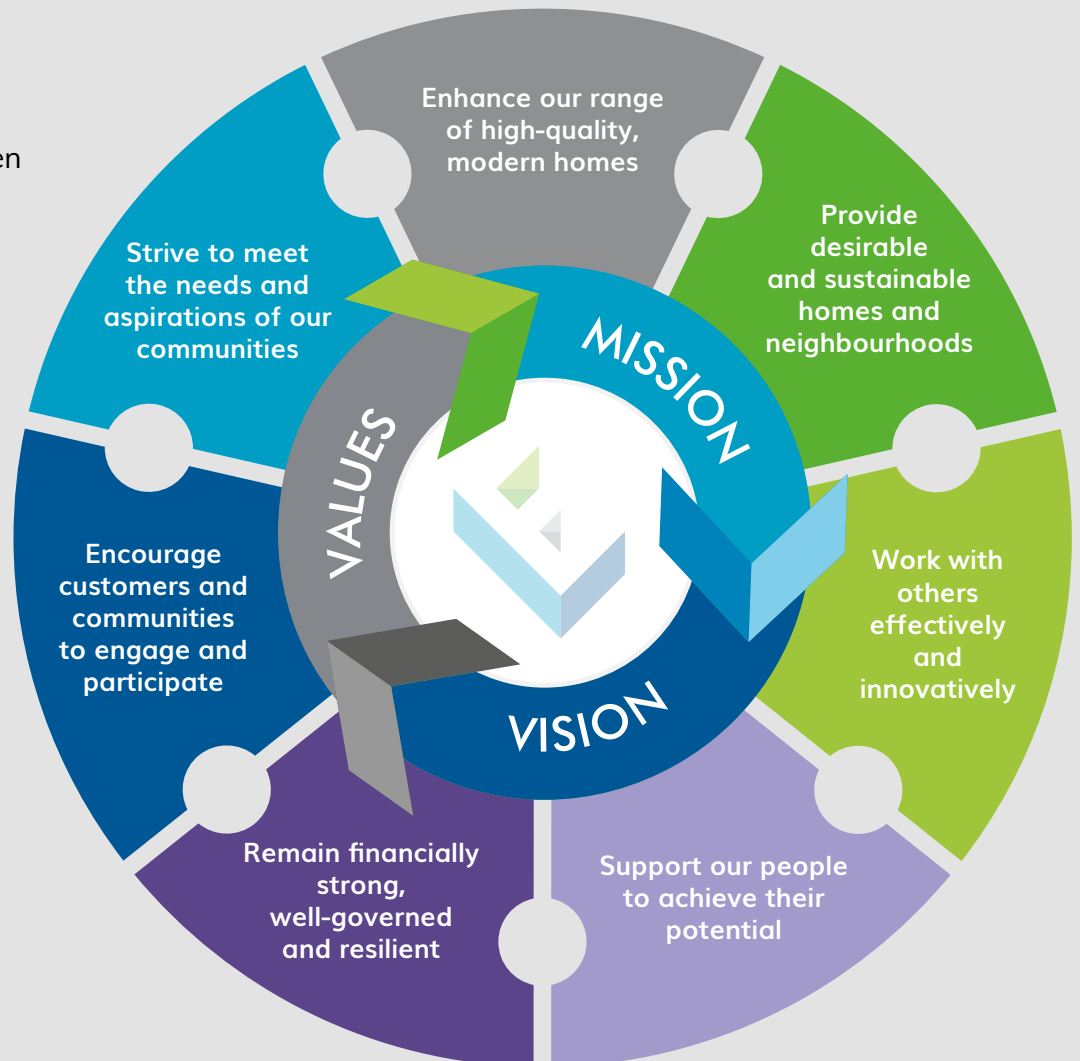 en
Enhance our range
of high-quality,
modern homes
Provide
desirable
and sustainable
homes and
neighbourhoods
Work with
others
effectively
and
innovatively
Support our people
to achieve their
potential
Remain financially
strong,
well-governed
and resilient
Encourage
customers and
communities
to engage and
participate
Strive to meet
the needs and
aspirations of our
communities
MISSION
VISION
VALUES